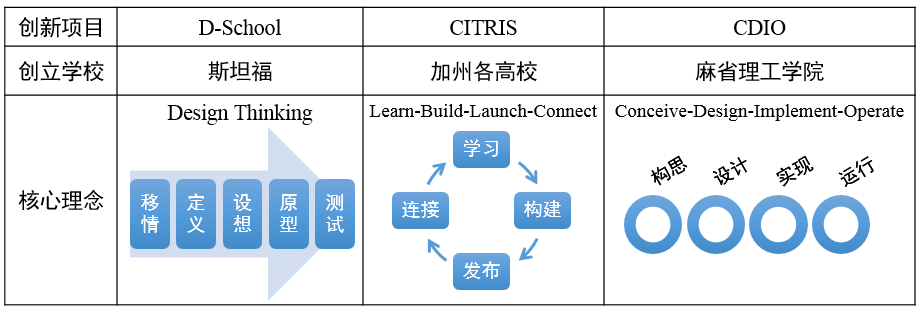 创新项目
D-School
CITRIS
CDIO
创立学校
斯坦福
加州各高校
麻省理工学院
核心理念
Design Thinking
移情
定义
设想
原型
测试
Learn-Build-Launch-Connect
学习
构建
发布
连接
Conceive-Design-Implement-Operate
构思
设计
实现
运行